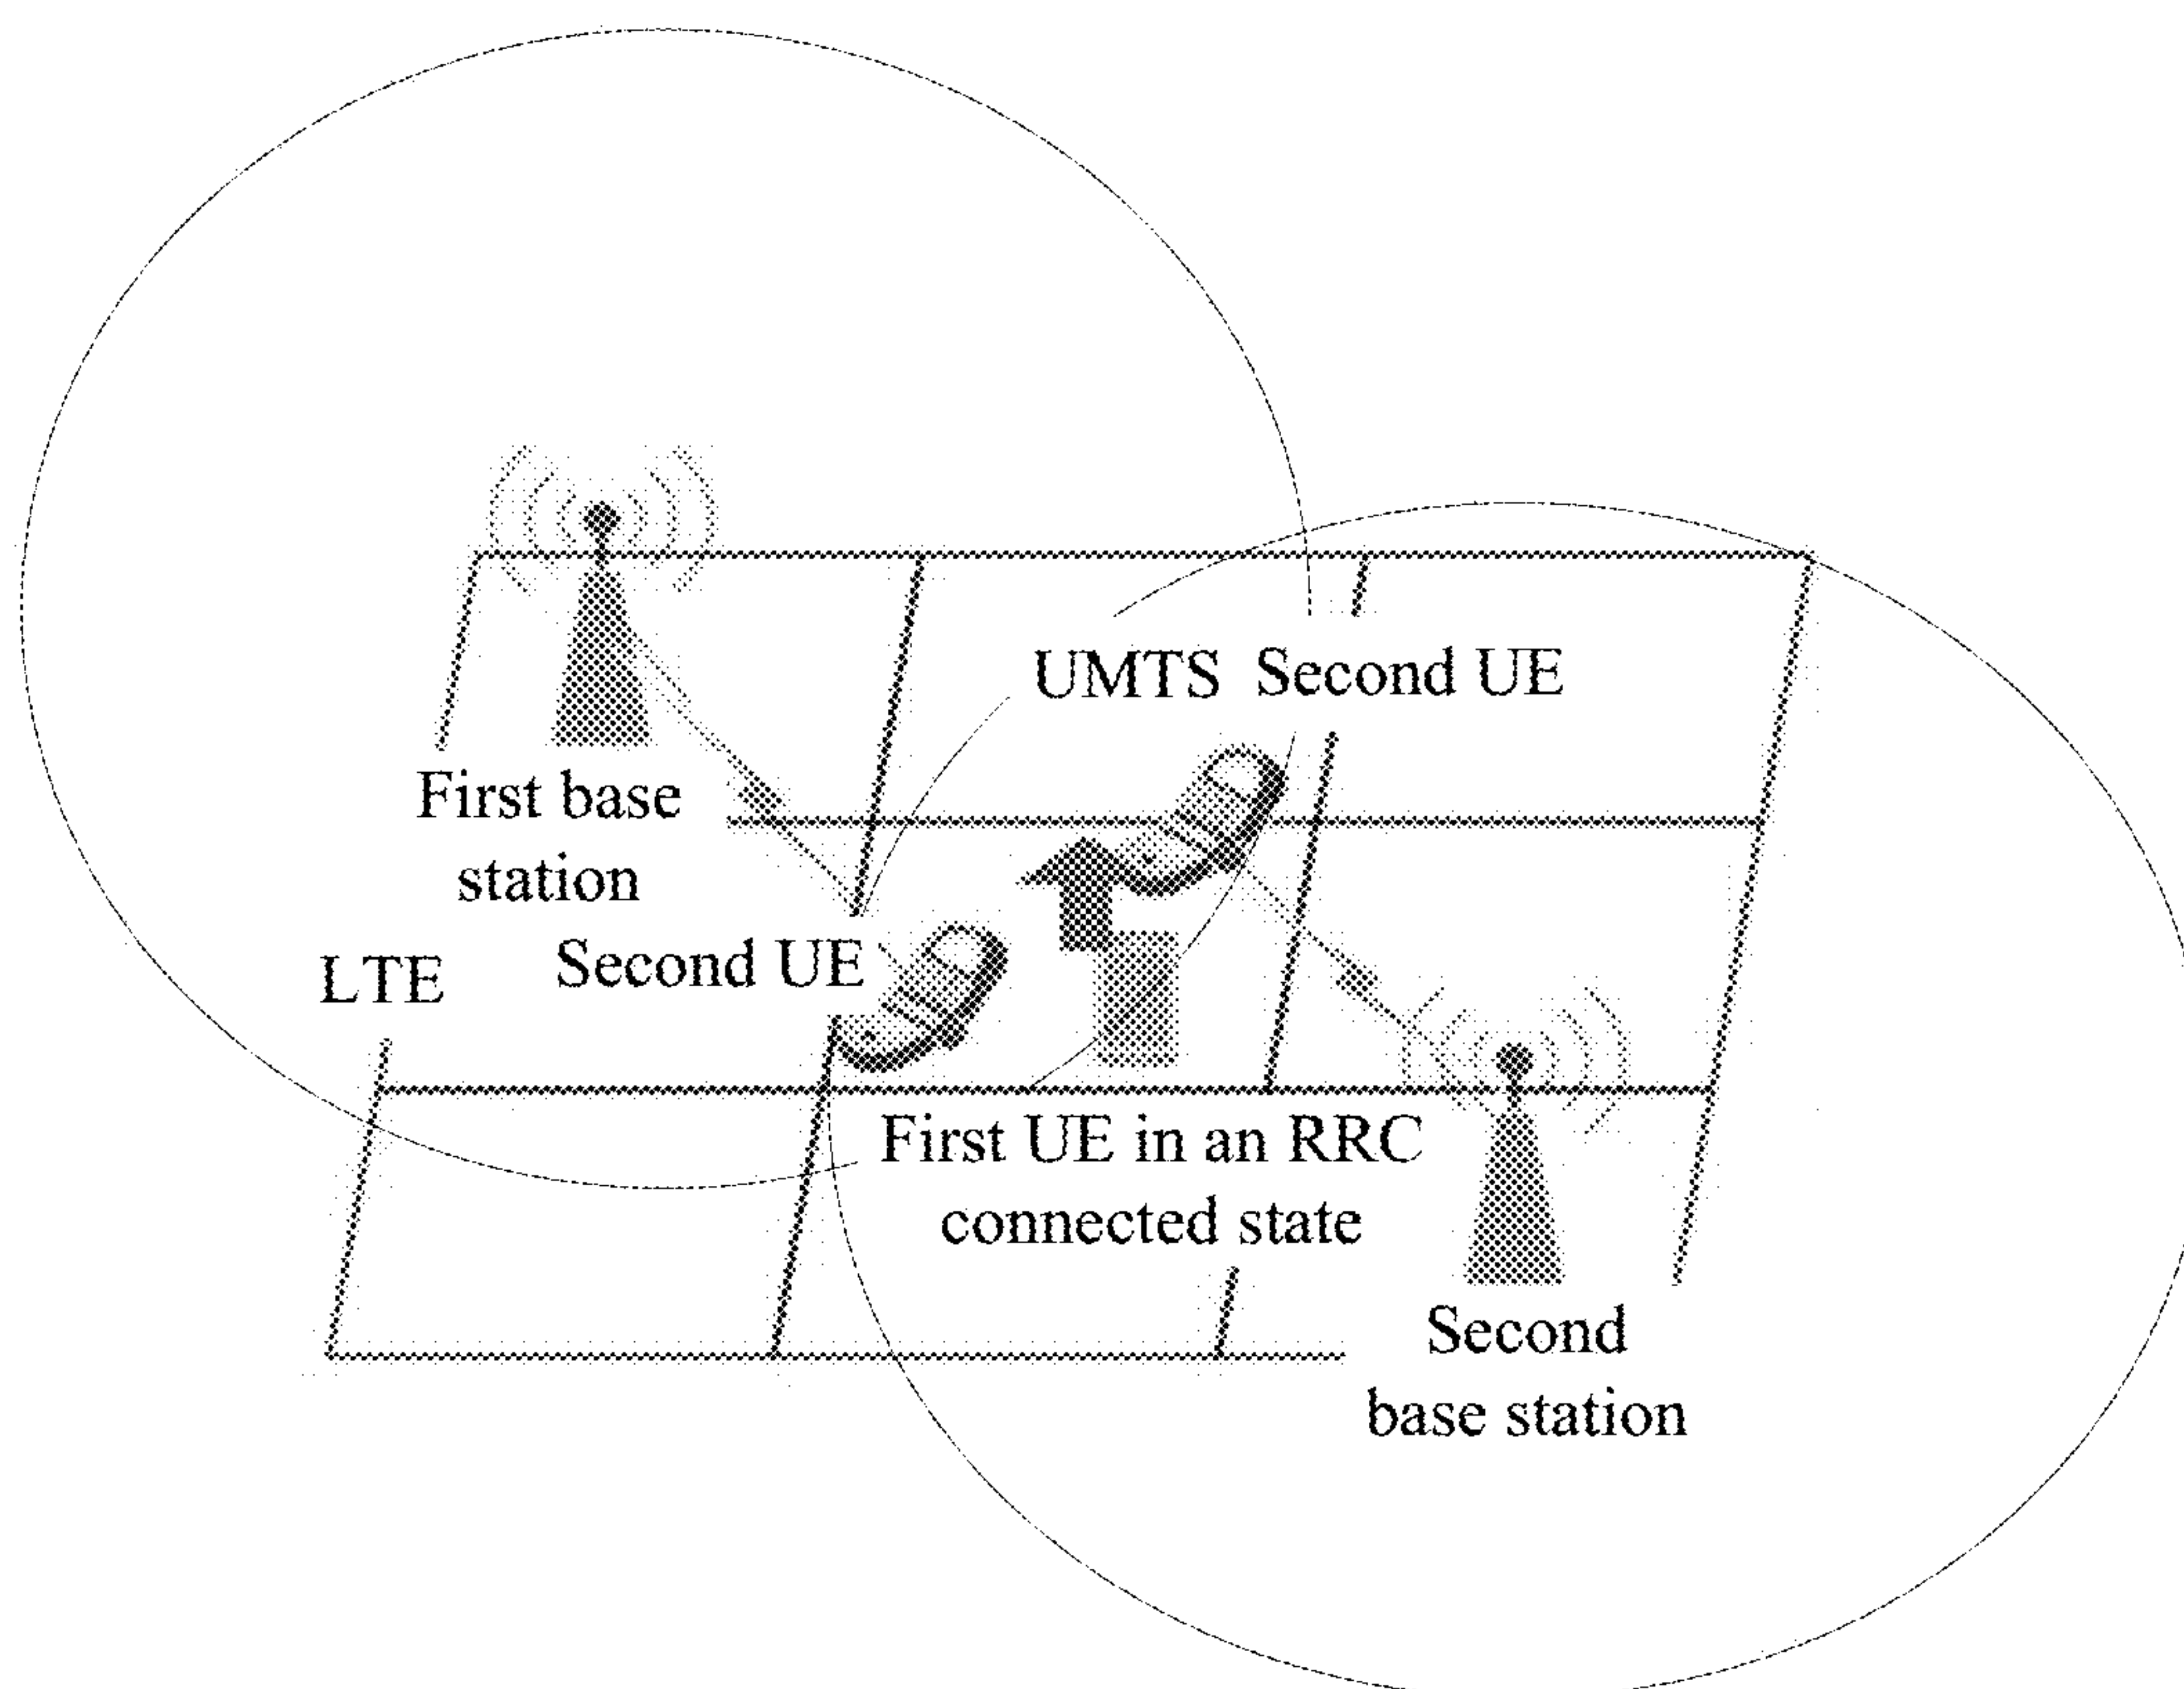 UMTS Second UE
First base
station
Second UE
LTE
First UE in an RRC
connected state
Second
base station